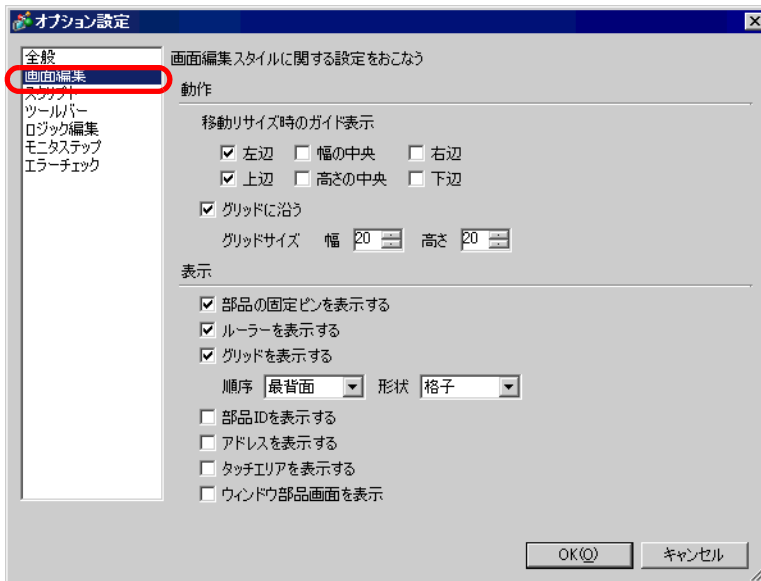 オプション設定
全般
画面編集
スクリプト
ツールバー
ロジック編集
モニタステップ
エラーチェック
画面編集スタイルに関する設定をおこなう
動作
移動リサイズ時のガイド表示
左辺 幅の中央 右辺
上辺 高さの中央 下辺
グリッドに沿う
グリッドサイズ 幅 20 高さ 20
表示
部品の固定ピンを表示する
ルーラーを表示する
グリッドを表示する
順序 最背面 形状 格子
部品IDを表示する
アドレスを表示する
タッチエリアを表示する
ウィンドウ部品画面を表示
OK(O) キャンセル